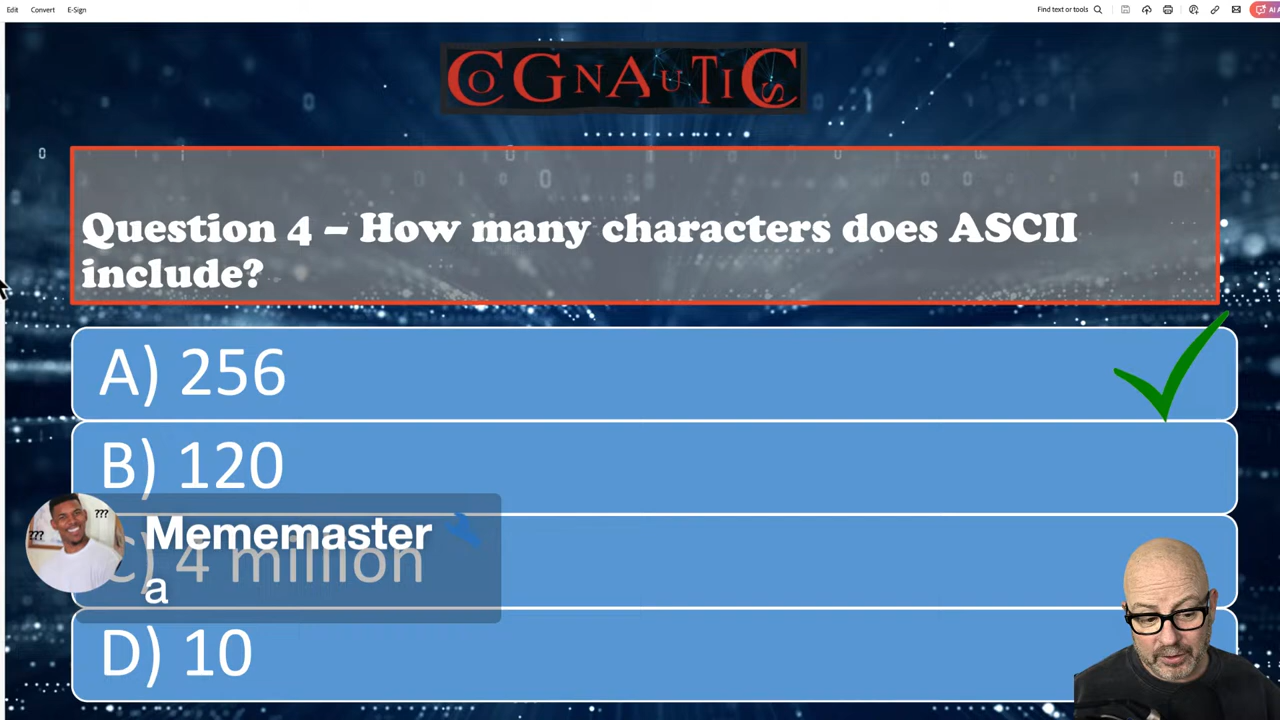 Edit Convert E-Sign Find text or tools AI A
COGNAUTICS
Question 4 – How many characters does ASCII
include?
A) 256
B) 120
??? ??? Mememaster
C) 4 million
a
D) 10